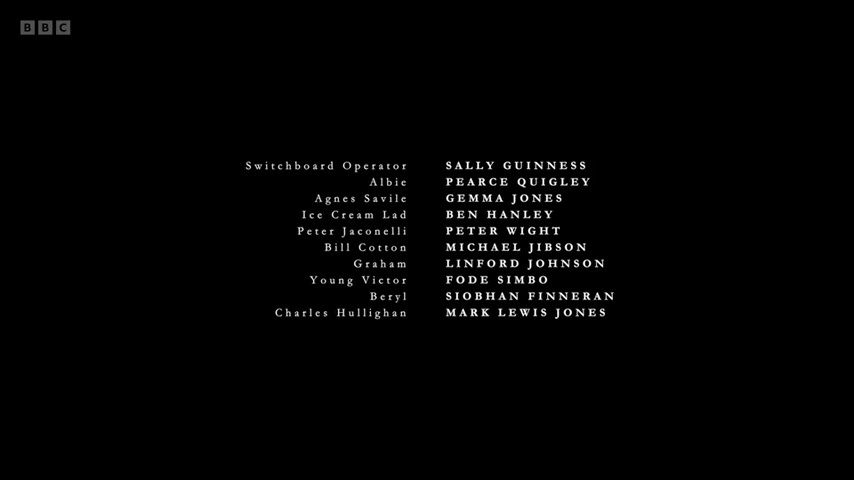 BBC
Switchboard Operator SALLY GUINNESS
Albie PEARCE QUIGLEY
Agnes Savile GEMMA JONES
Ice Cream Lad BEN HANLEY
Peter Jaconelli PETER WIGHT
Bill Cotton MICHAEL JIBSON
Graham LINFORD JOHNSON
Young Victor FODE SIMBO
Beryl SIOBHAN FINNERAN
Charles Hullighan MARK LEWIS JONES